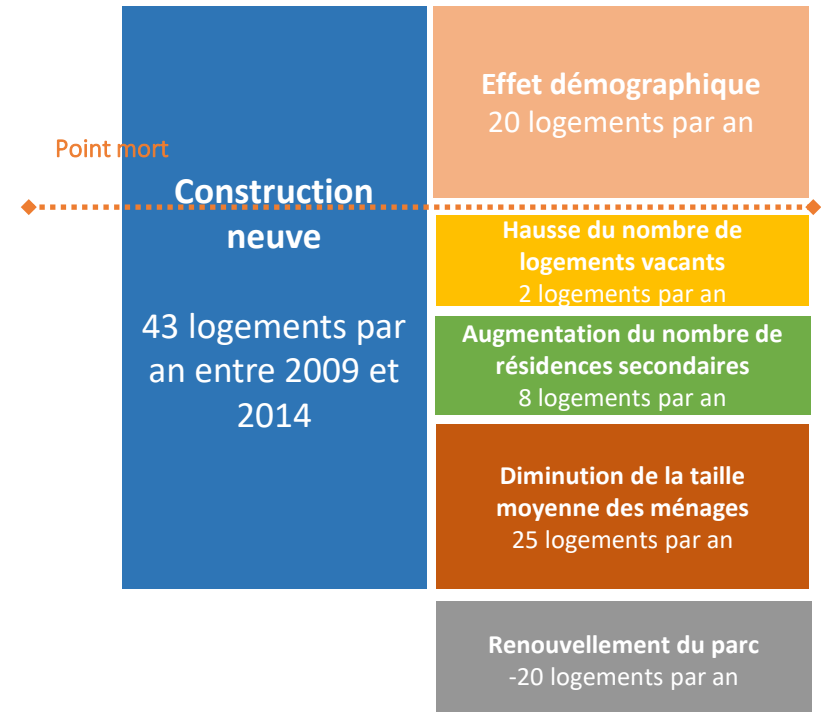 Point mort
Construction
neuve
43 logements par
an entre 2009 et
2014
Effet démographique
20 logements par an
Hausse du nombre de
logements vacants
2 logements par an
Augmentation du nombre de
résidences secondaires
8 logements par an
Diminution de la taille
moyenne des ménages
25 logements par an
Renouvellement du parc
-20 logements par an